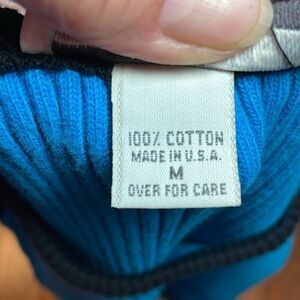 100% COTTON
MADE IN U.S.A.
M
OVER FOR CARE